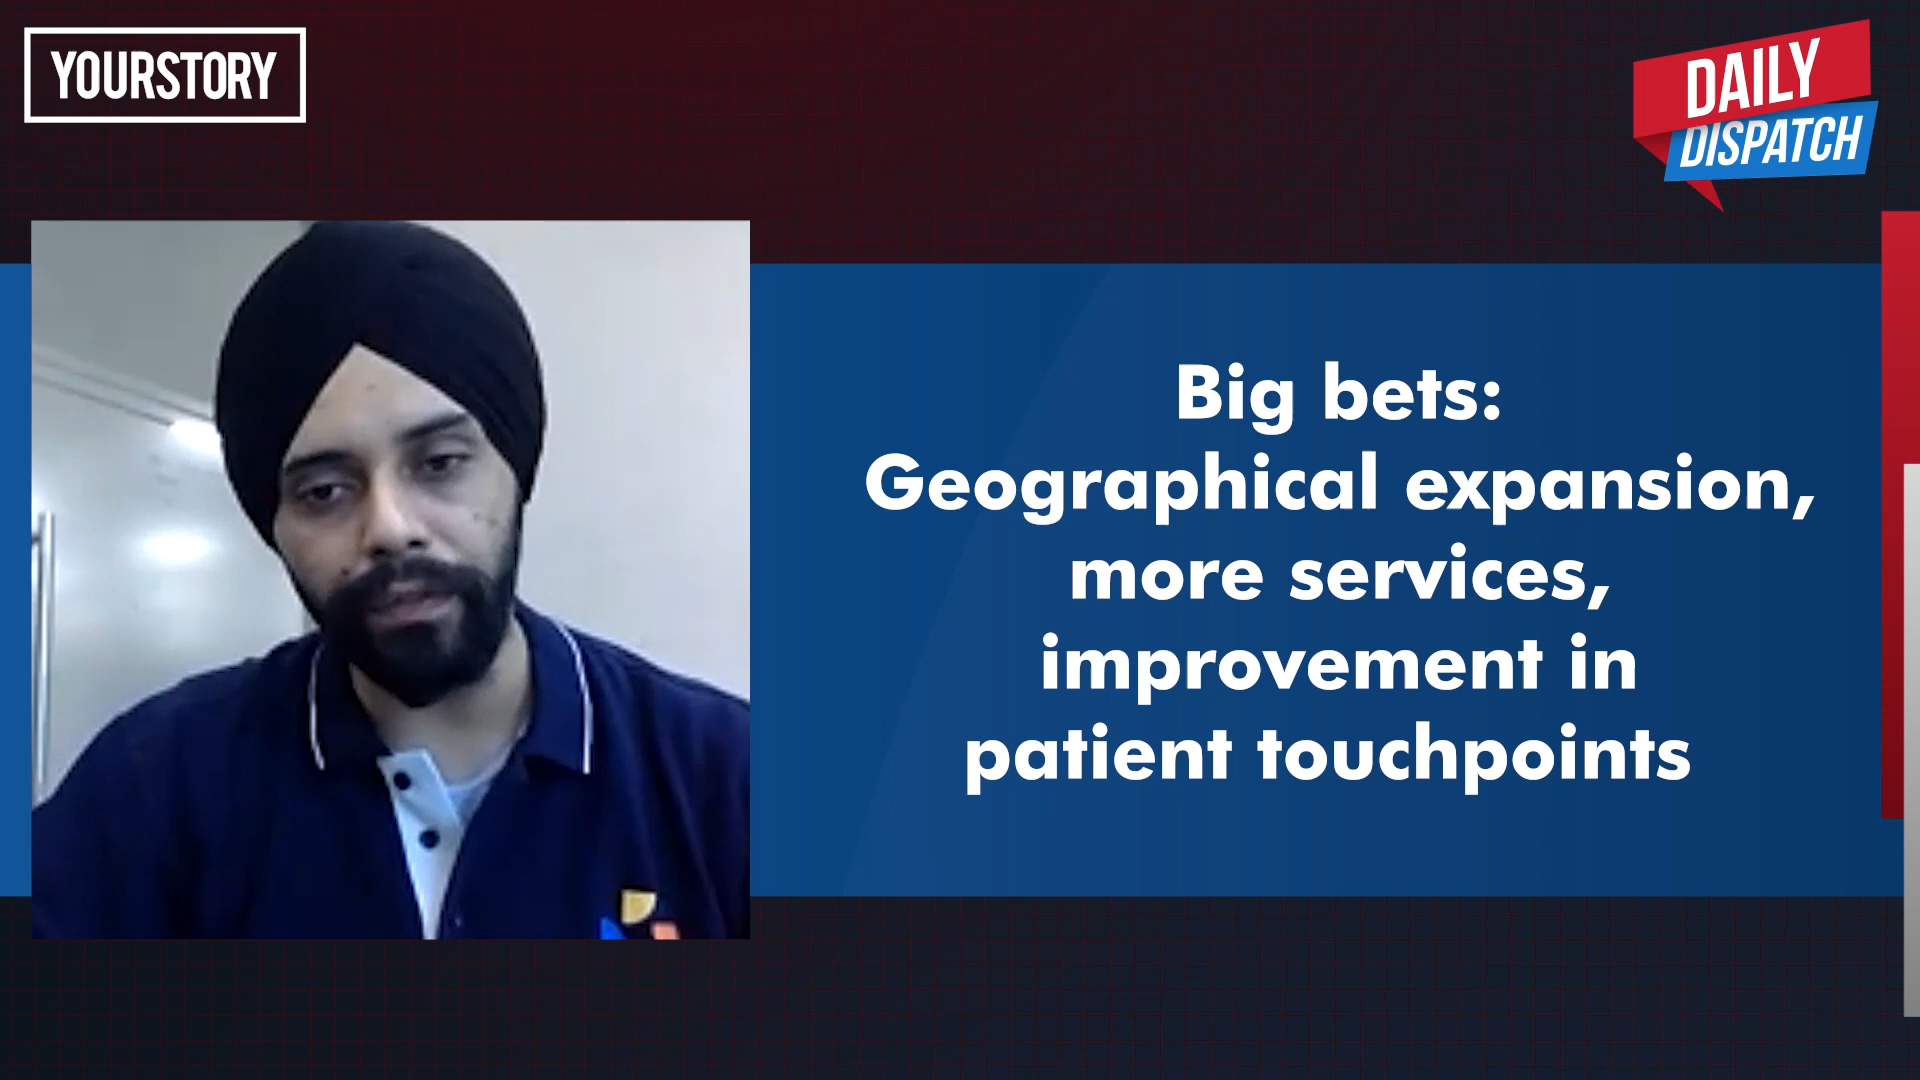 YOURSTORY
DAILY
DISPATCH
Big bets:
Geographical expansion,
more services,
improvement in
patient touchpoints